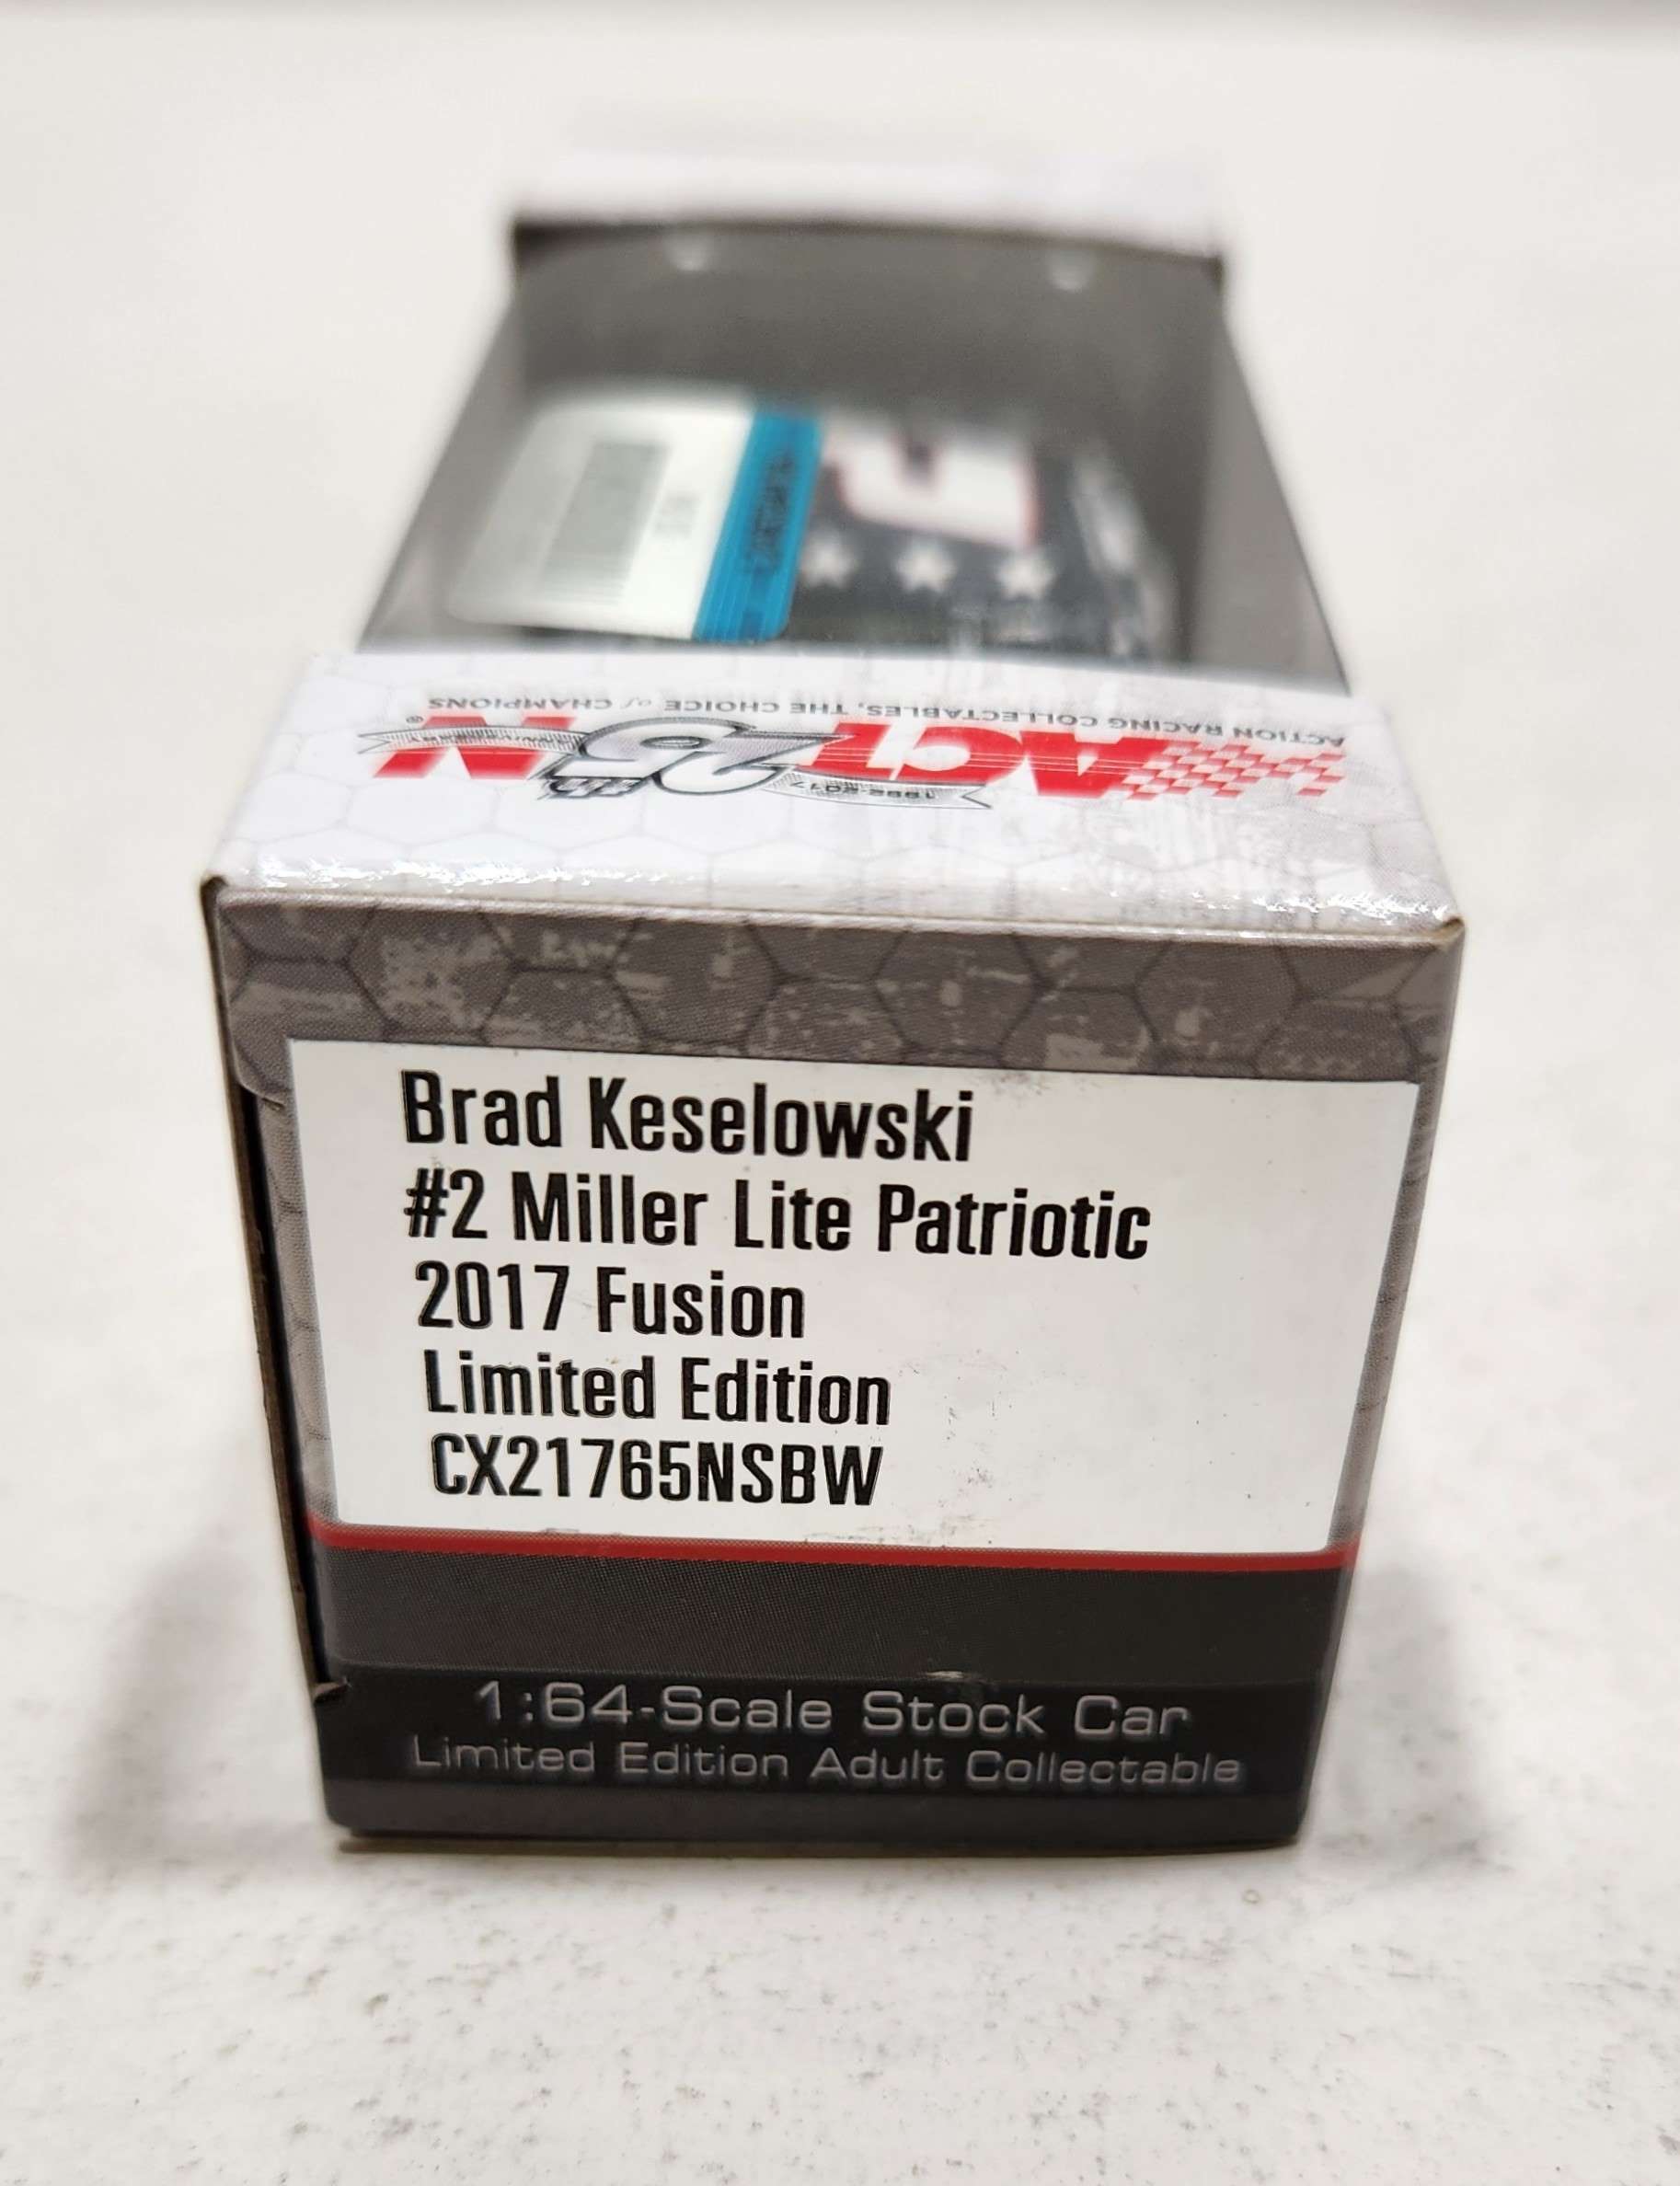 ACTION RACING COLLECTABLES, THE CHOICE of CHAMPIONS
ACTION
25
1992-2017
Brad Keselowski
#2 Miller Lite Patriotic
2017 Fusion
Limited Edition
CX21765NSBW
1:64-Scale Stock Car
Limited Edition Adult Collectable